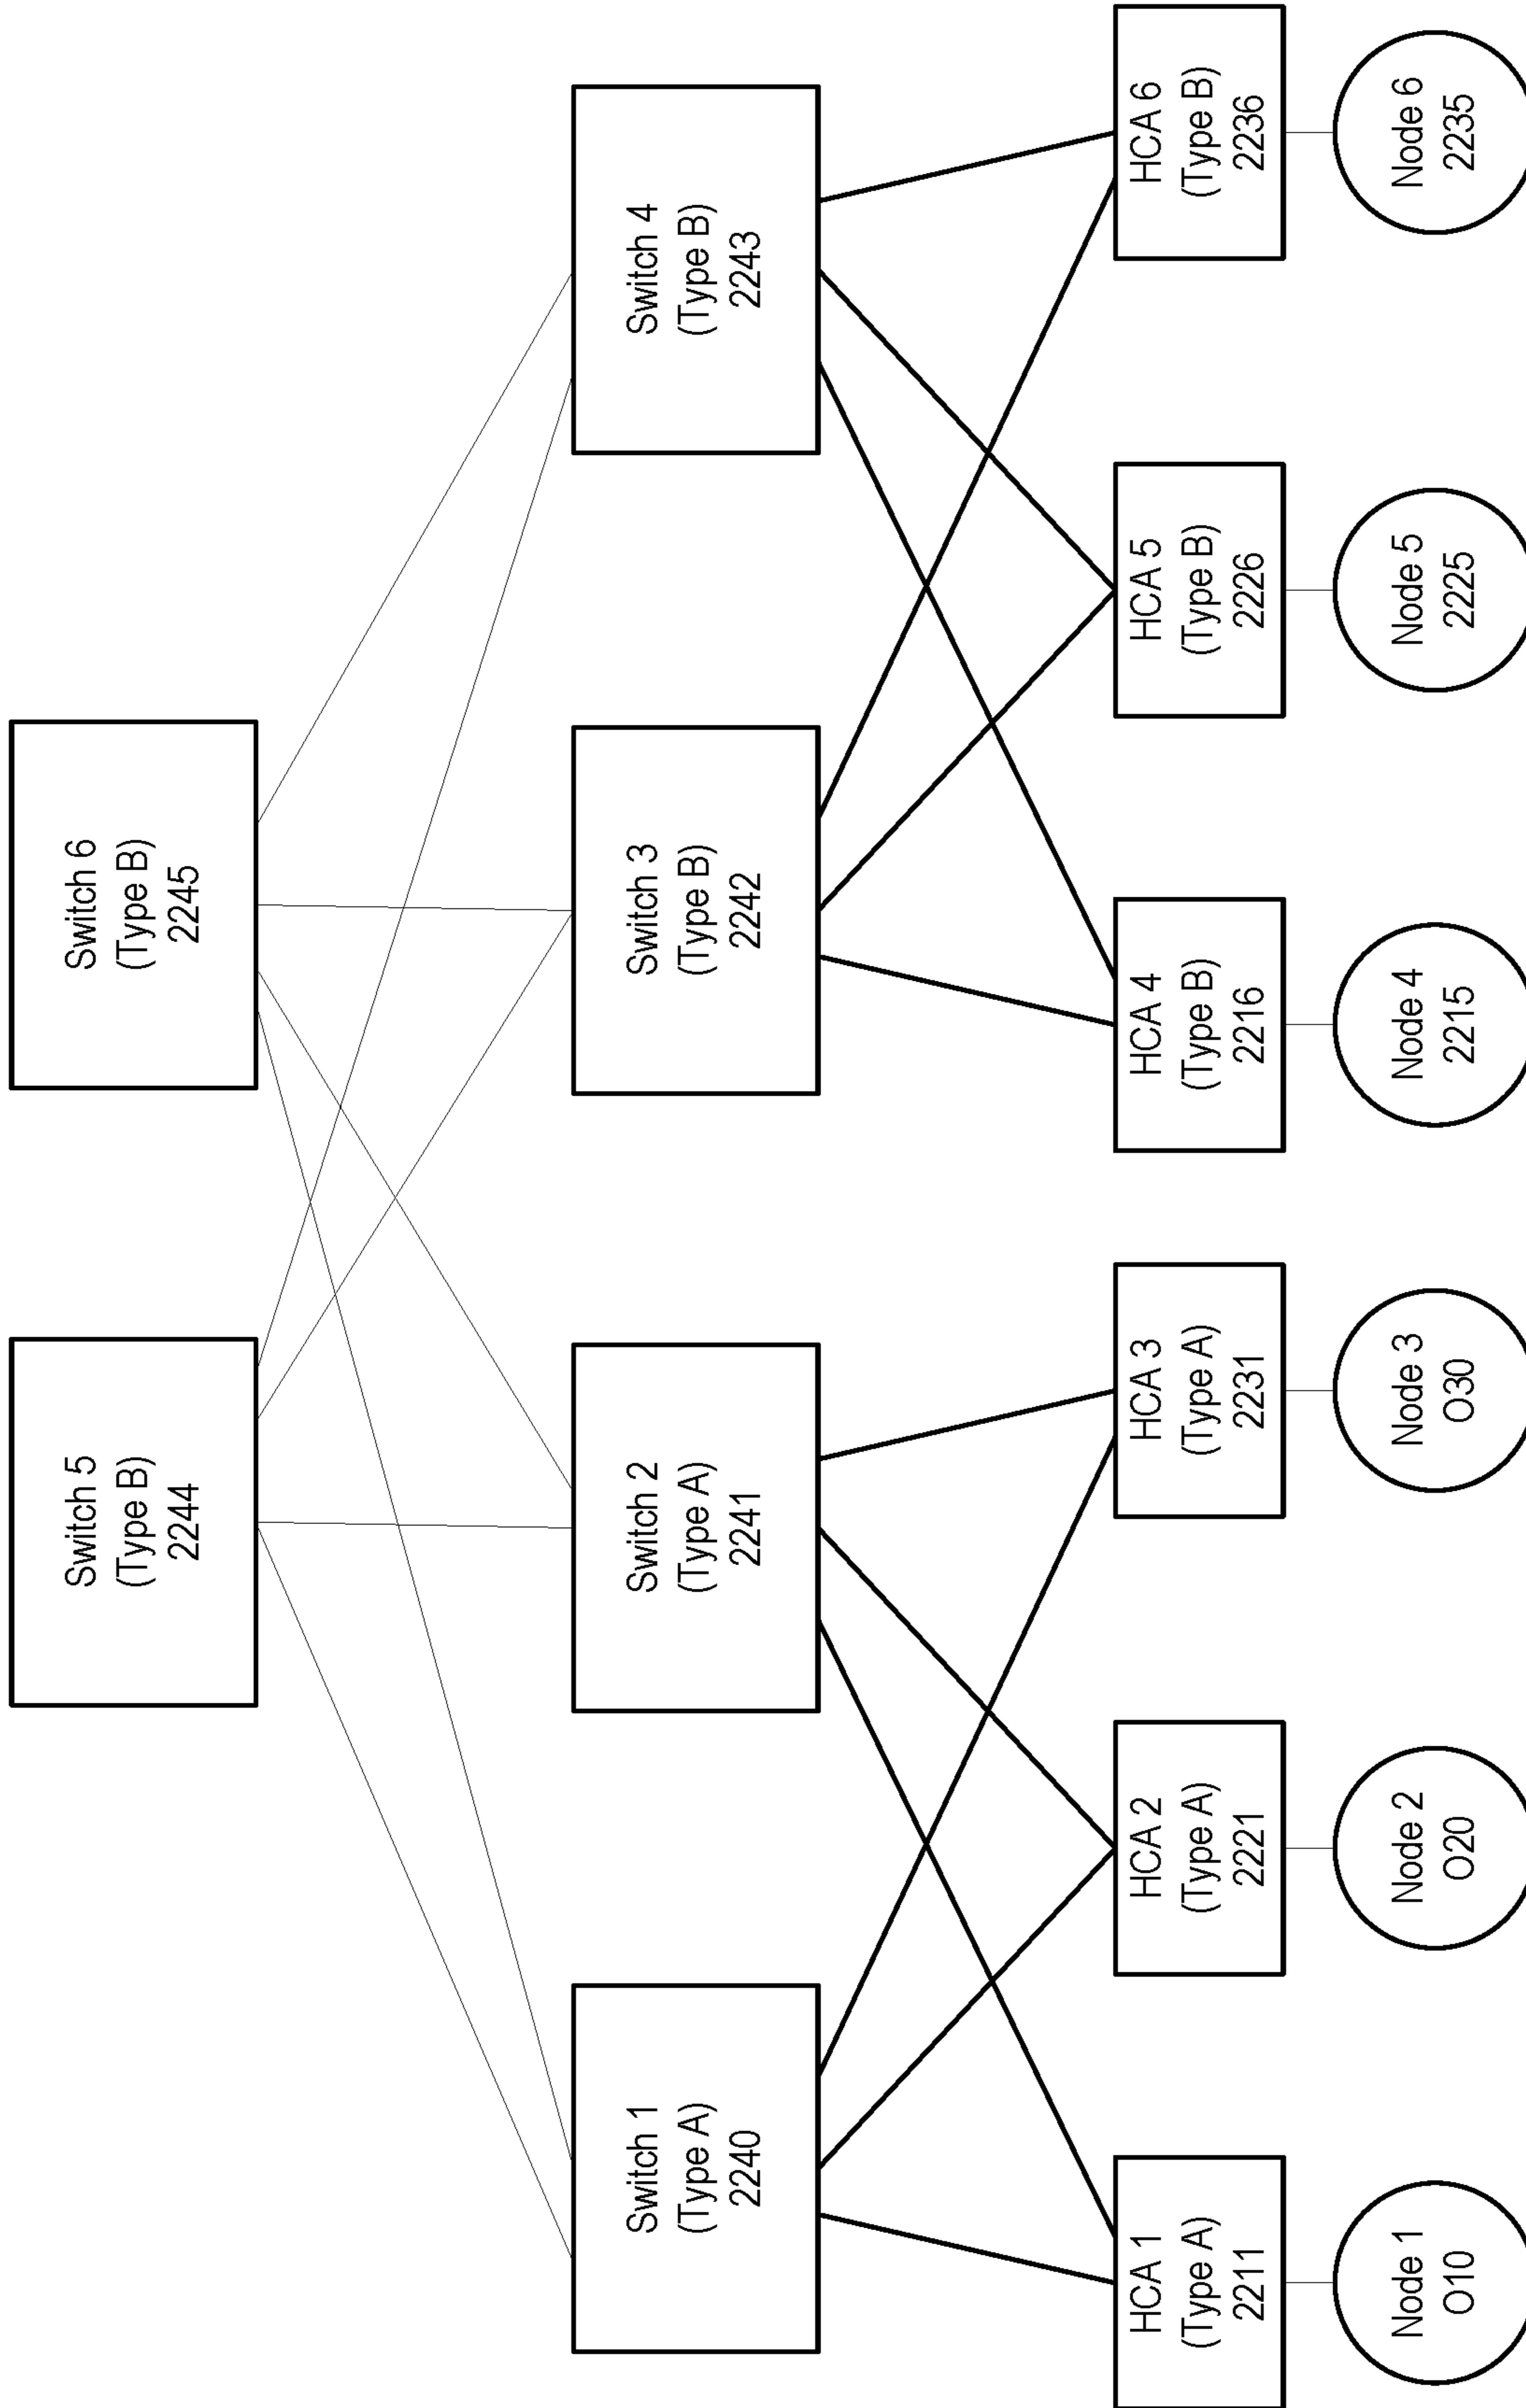 Switch 5
(Type B)
2244
Switch 6
(Type B)
2245
Switch 1
(Type A)
2240
Switch 2
(Type A)
2241
Switch 3
(Type B)
2242
Switch 4
(Type B)
2243
HCA 1
(Type A)
2211
HCA 2
(Type A)
2221
HCA 3
(Type A)
2231
HCA 4
(Type B)
2216
HCA 5
(Type B)
2226
HCA 6
(Type B)
2236
Node 1
O10
Node 2
O20
Node 3
O30
Node 4
2215
Node 5
2225
Node 6
2235